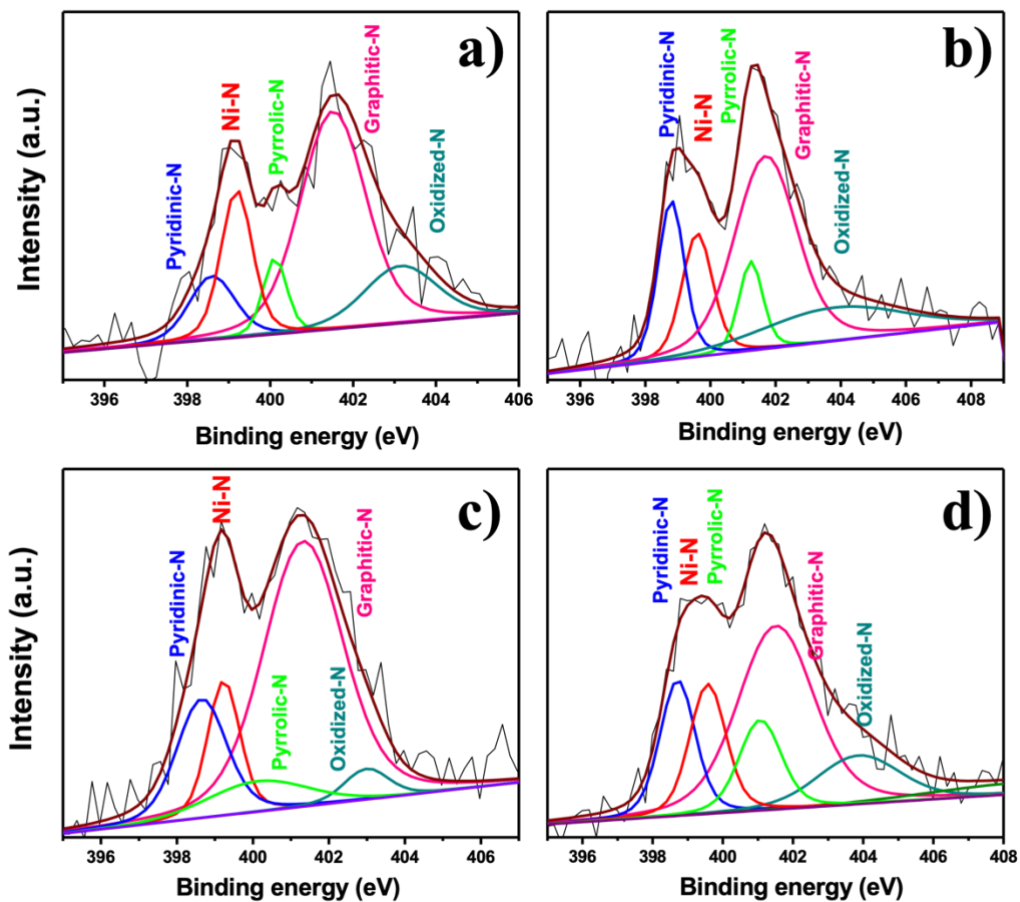 a)
Intensity (a.u.)
Pyridinic-N
Ni-N
Pyrrolic-N
Graphitic-N
Oxidized-N
396 398 400 402 404 406
Binding energy (eV)
b)
Pyridinic-N
Ni-N
Pyrrolic-N
Graphitic-N
Oxidized-N
396 398 400 402 404 406 408
Binding energy (eV)
c)
Intensity (a.u.)
Pyridinic-N
Ni-N
Pyrrolic-N
Oxidized-N
Graphitic-N
396 398 400 402 404 406
Binding energy (eV)
d)
Pyridinic-N
Ni-N
Pyrrolic-N
Graphitic-N
Oxidized-N
396 398 400 402 404 406 408
Binding energy (eV)